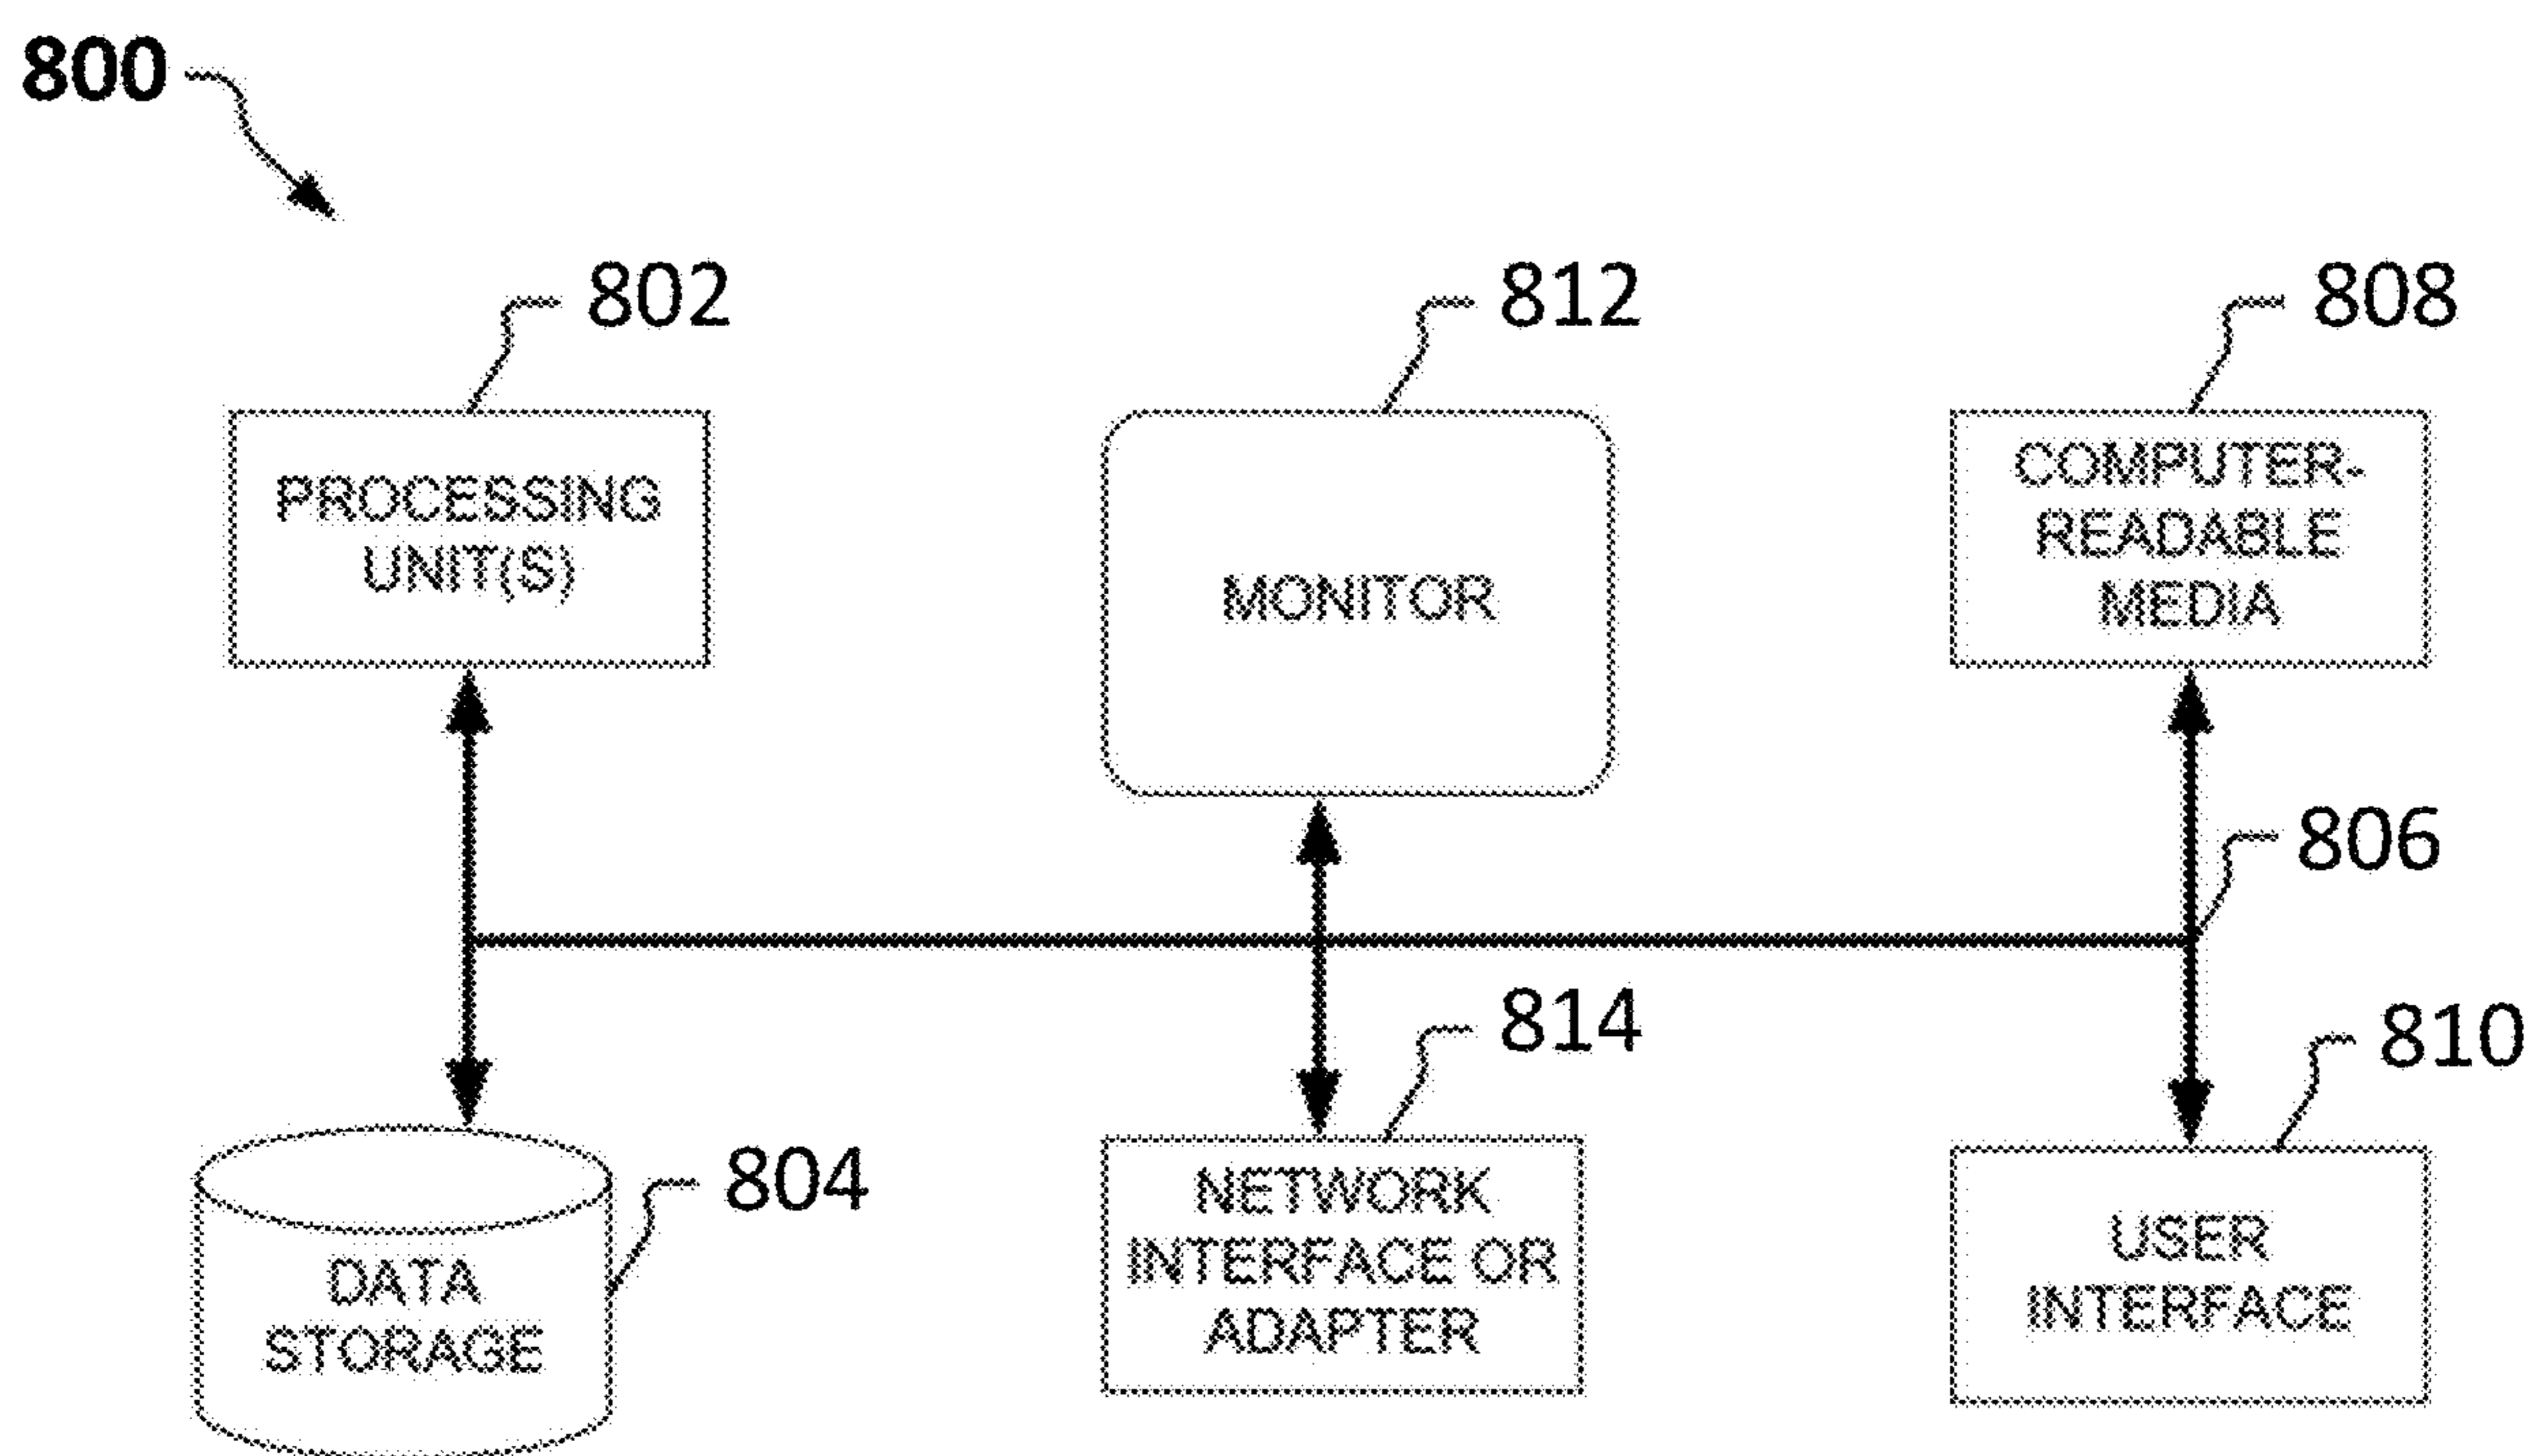 800
802
812
808
PROCESSING
UNIT(S)
MONITOR
COMPUTER-
READABLE
MEDIA
806
814
810
804
DATA
STORAGE
NETWORK
INTERFACE OR
ADAPTER
USER
INTERFACE